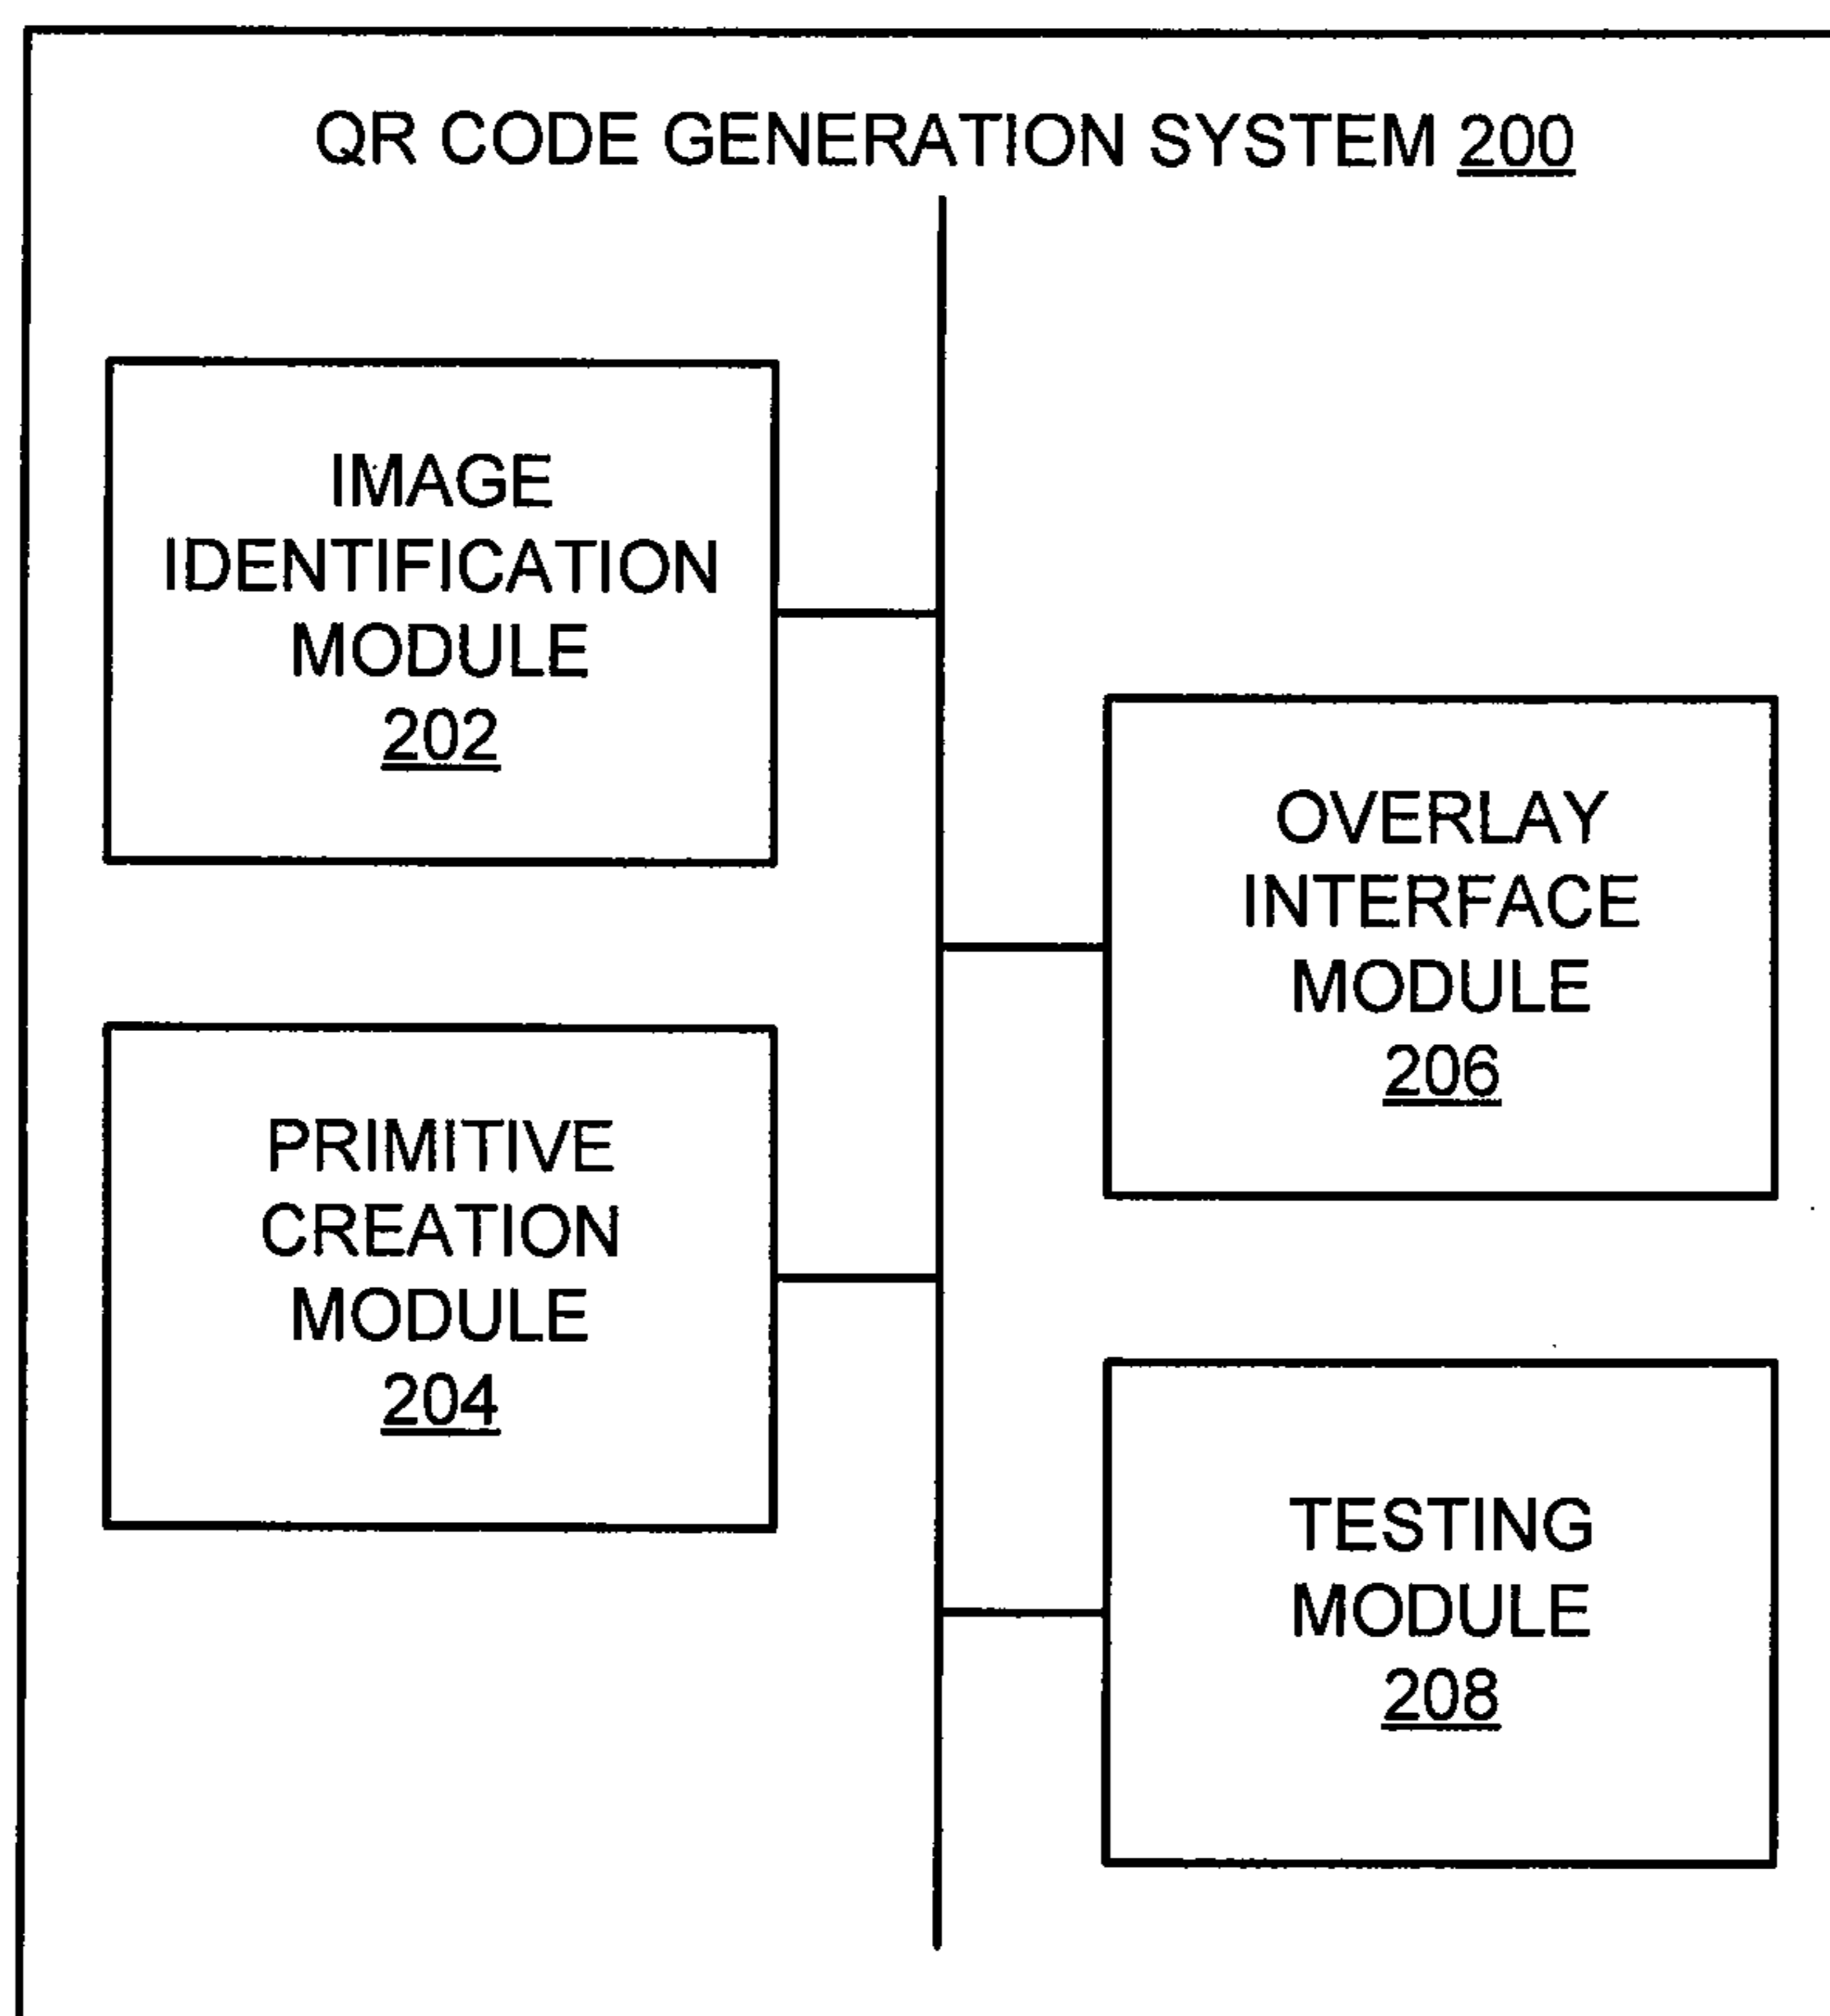 QR CODE GENERATION SYSTEM 200
IMAGE
IDENTIFICATION
MODULE
202
PRIMITIVE
CREATION
MODULE
204
OVERLAY
INTERFACE
MODULE
206
TESTING
MODULE
208